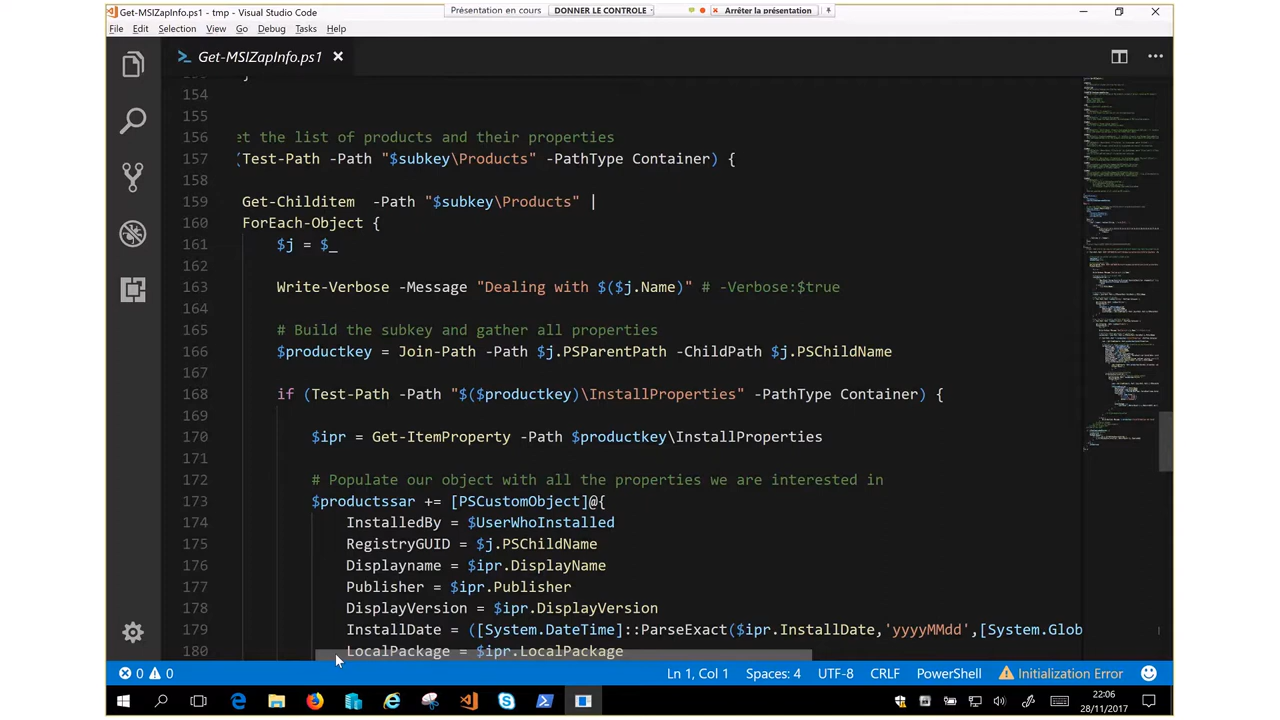 Get-MSIZapInfo.ps1 - tmp - Visual Studio Code
Présentation en cours DONNER LE CONTROLE Arrêter la présentation
File Edit Selection View Go Debug Tasks Help
Get-MSIZapInfo.ps1
154
155
156 et the list of products and their properties
157 (Test-Path -Path "$subkey\Products" -PathType Container) {
158
159 Get-Childitem  -Path "$subkey\Products" |
160 ForEach-Object {
161 $j = $_
162
163 Write-Verbose -Message "Dealing with $($j.Name)" # -Verbose:$true
164
165 # Build the subkey and gather all properties
166 $productkey = Join-Path -Path $j.PSParentPath -ChildPath $j.PSChildName
167
168 if (Test-Path -Path "$($productkey)\InstallProperties" -PathType Container) {
169
170 $ipr = Get-ItemProperty -Path $productkey\InstallProperties
171
172 # Populate our object with all the properties we are interested in
173 $productssar += [PSCustomObject]@{
174 InstalledBy = $UserWhoInstalled
175 RegistryGUID = $j.PSChildName
176 Displayname = $ipr.DisplayName
177 Publisher = $ipr.Publisher
178 DisplayVersion = $ipr.DisplayVersion
179 InstallDate = ([System.DateTime]::ParseExact($ipr.InstallDate,'yyyyMMdd',[System.Glob
180 LocalPackage = $ipr.LocalPackage
0 0 Ln 1, Col 1 Spaces: 4 UTF-8 CRLF PowerShell Initialization Error
22:06
28/11/2017